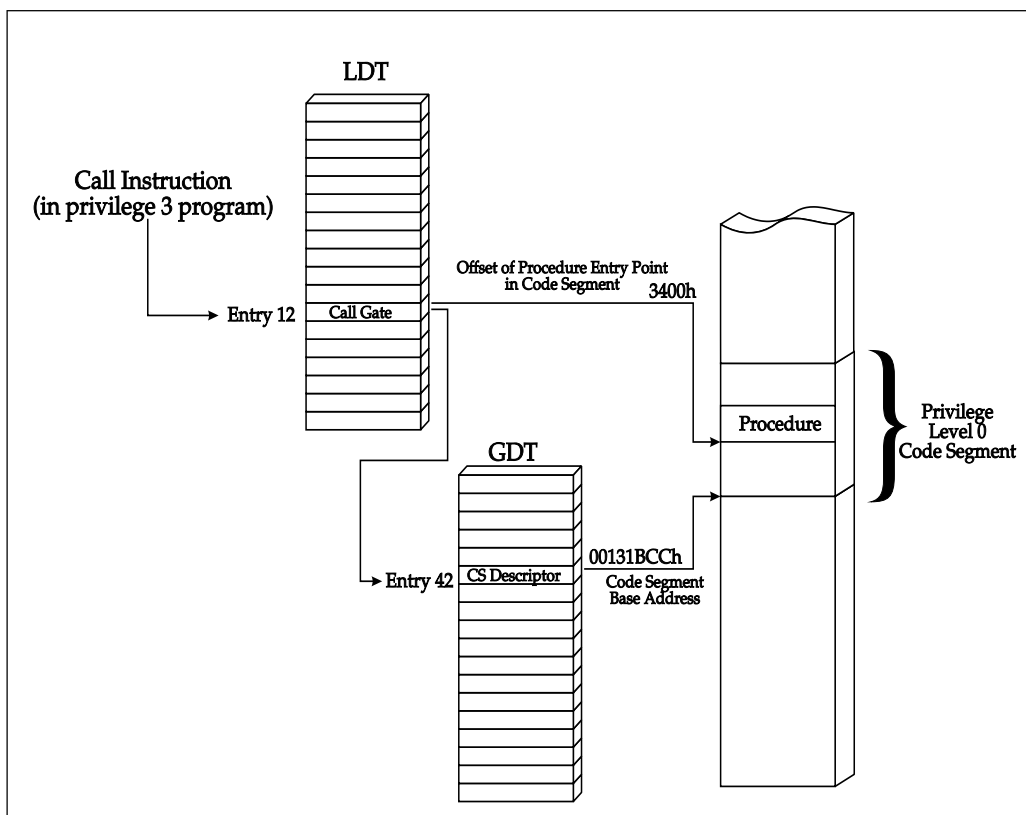 LDT
Call Instruction
(in privilege 3 program)
Entry 12
Call Gate
Offset of Procedure Entry Point
in Code Segment
3400h
Procedure
Privilege
Level 0
Code Segment
GDT
Entry 42
CS Descriptor
00131BCCh
Code Segment
Base Address